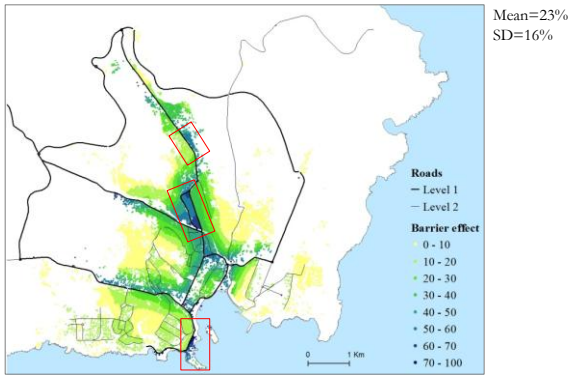 Mean=23%
SD=16%
Roads
Level 1
Level 2
Barrier effect
0 - 10
10 - 20
20 - 30
30 - 40
40 - 50
50 - 60
60 - 70
70 - 100
0 1 Km